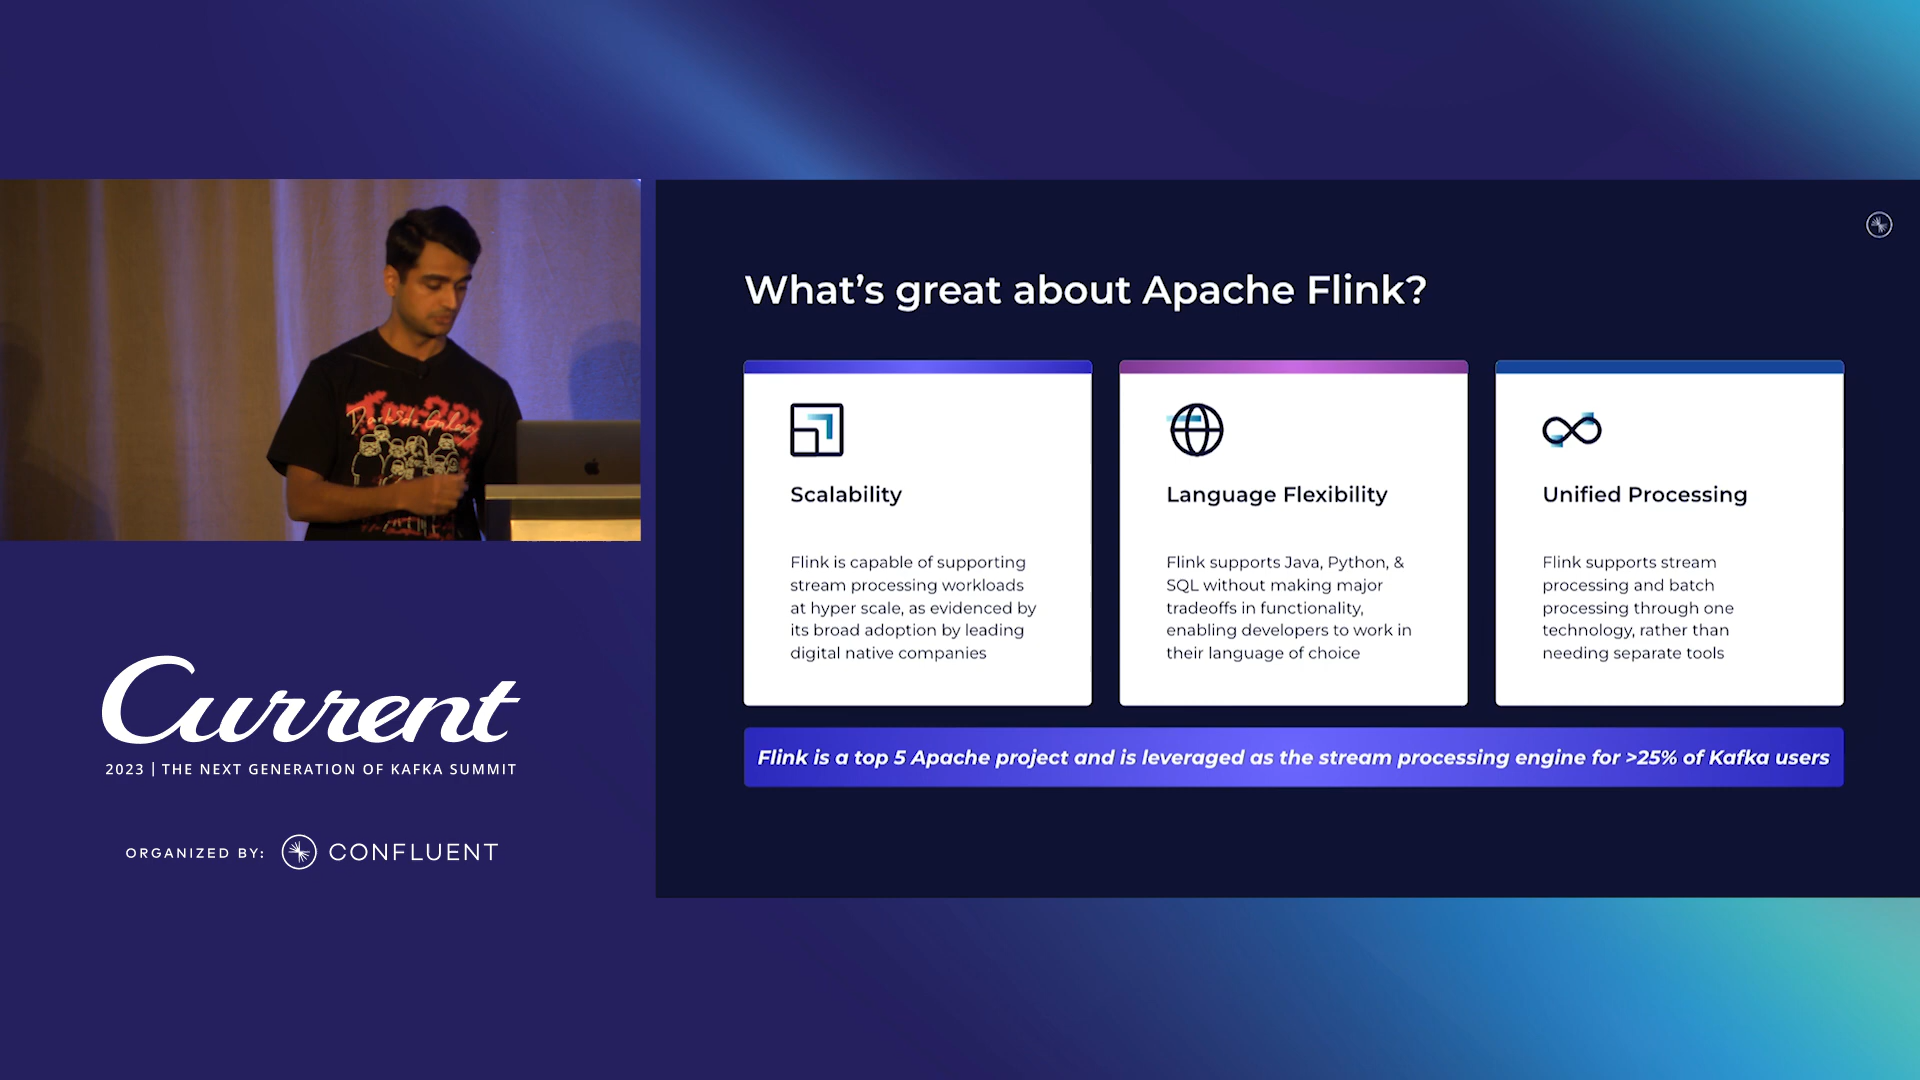 What's great about Apache Flink?
Scalability
Flink is capable of supporting
stream processing workloads
at hyper scale, as evidenced by
its broad adoption by leading
digital native companies
Language Flexibility
Flink supports Java, Python, &
SQL without making major
tradeoffs in functionality,
enabling developers to work in
their language of choice
Unified Processing
Flink supports stream
processing and batch
processing through one
technology, rather than
needing separate tools
Flink is a top 5 Apache project and is leveraged as the stream processing engine for >25% of Kafka users
Current
2023 | THE NEXT GENERATION OF KAFKA SUMMIT
ORGANIZED BY: CONFLUENT